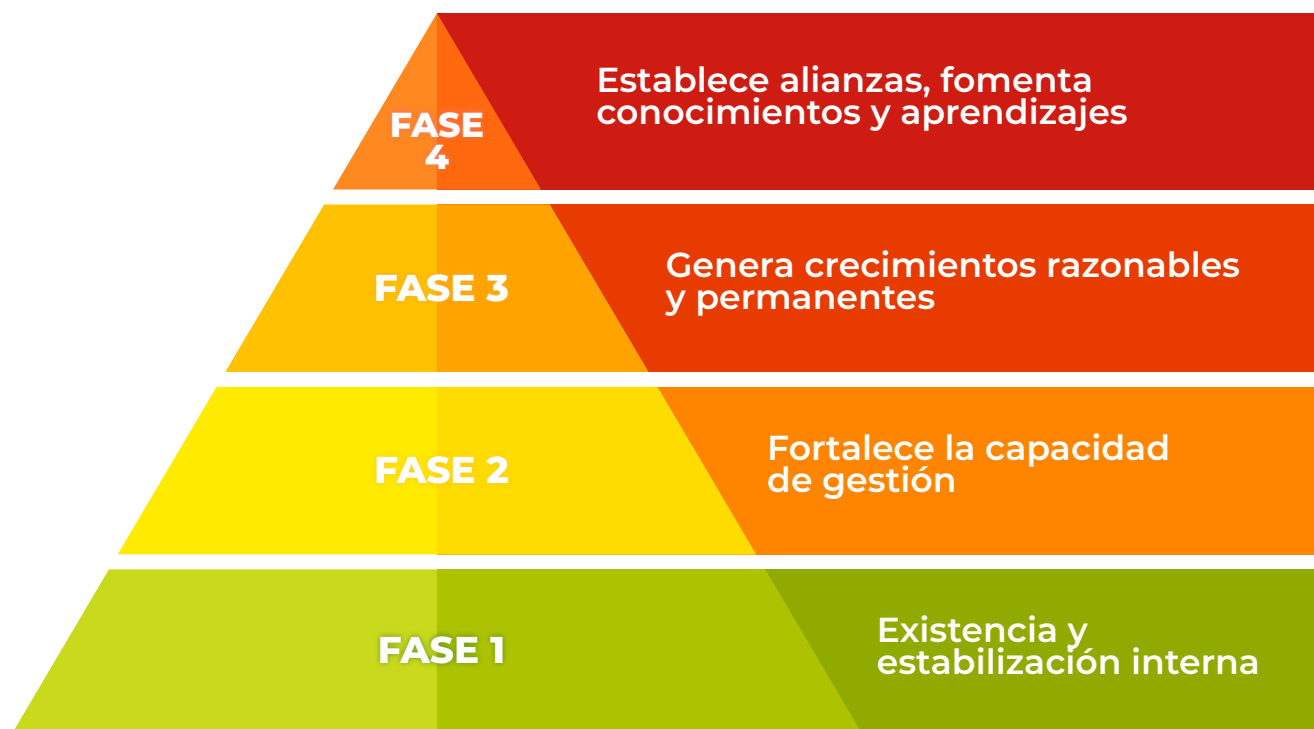 FASE
4
Establece alianzas, fomenta
conocimientos y aprendizajes
FASE 3
Genera crecimientos razonables
y permanentes
FASE 2
Fortalece la capacidad
de gestión
FASE 1
Existencia y
estabilización interna